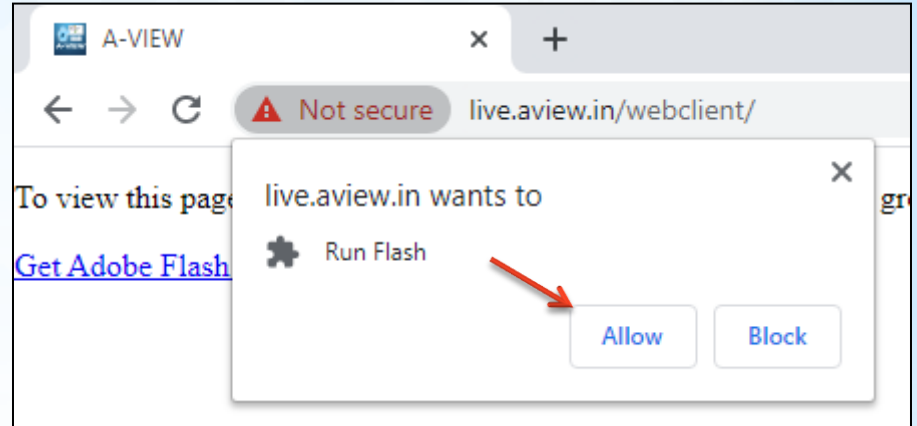 A-VIEW
Not secure live.aview.in/webclient/
To view this page
gr
live.aview.in wants to
Run Flash
Get Adobe Flash
Allow Block